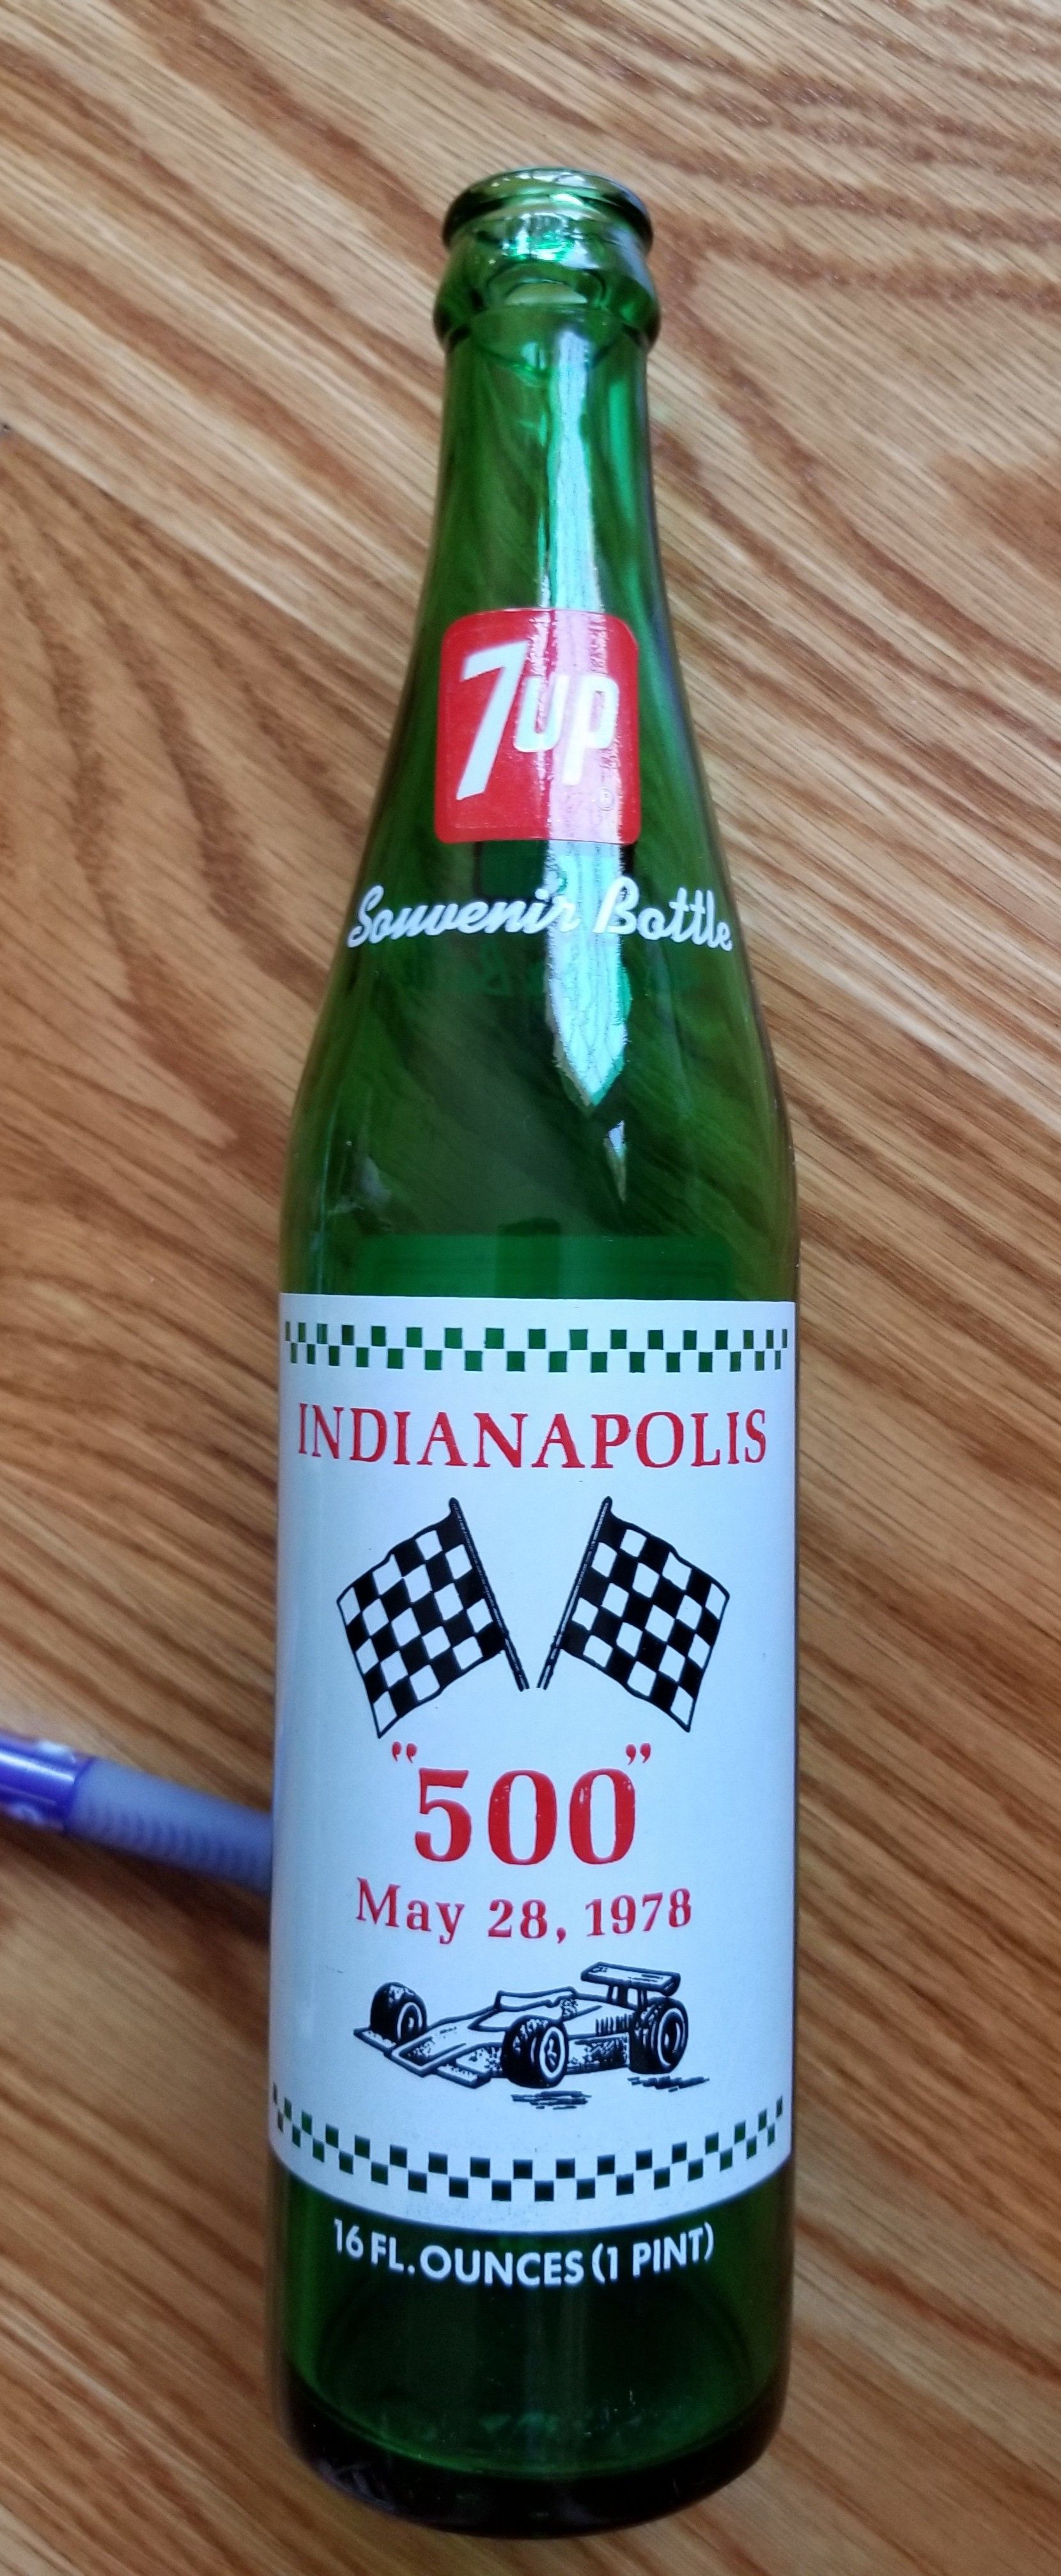 7up
Souvenir Bottle
INDIANAPOLIS
"500"
May 28, 1978
16 FL. OUNCES (1 PINT)